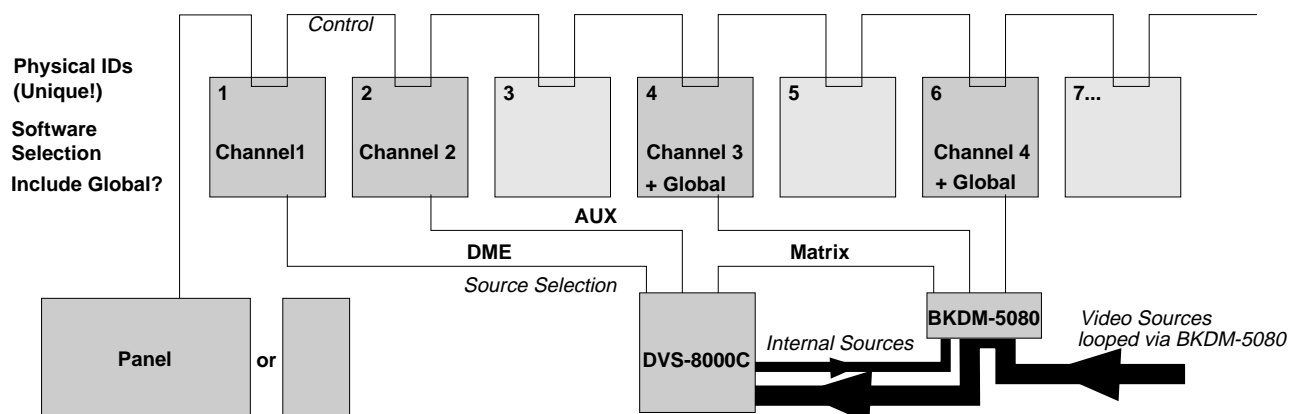 Control
Physical IDs
(Unique!)
1
2
3
4
5
6
7...
Software
Selection
Include Global?
Channel1
Channel 2
Channel 3
+ Global
Channel 4
+ Global
AUX
DME
Matrix
Source Selection
Panel
or
DVS-8000C
Internal Sources
BKDM-5080
Video Sources
looped via BKDM-5080